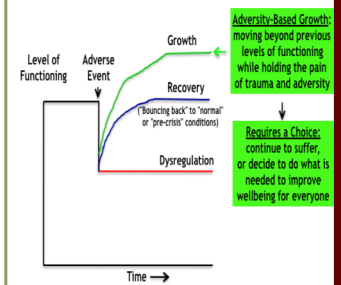 Adversity-Based Growth:
moving beyond previous
levels of functioning
while holding the pain
of trauma and adversity
Growth
Level of
Functioning
Adverse
Event
Recovery
("Bouncing back" to "normal"
or "pre-crisis" conditions)
Requires a Choice:
continue to suffer,
or decide to do what is
needed to improve
wellbeing for everyone
Dysregulation
Time